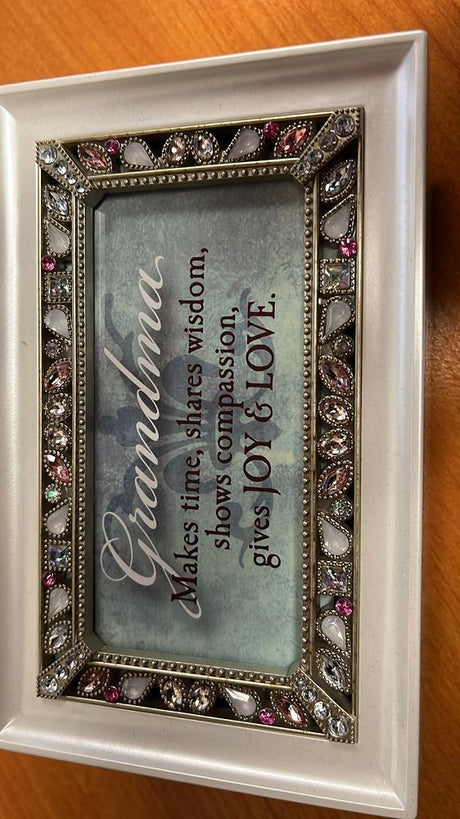 Grandma
Makes time, shares wisdom,
shows compassion,
gives JOY & LOVE.